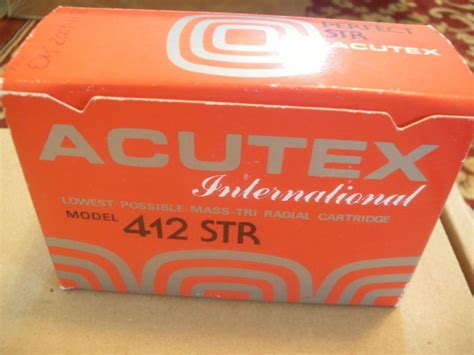 PERFECT
STR
ACUTEX
ACUTEX
International
LOWEST POSSIBLE MASS-TRI RADIAL CARTRIDGE
MODEL 412 STR